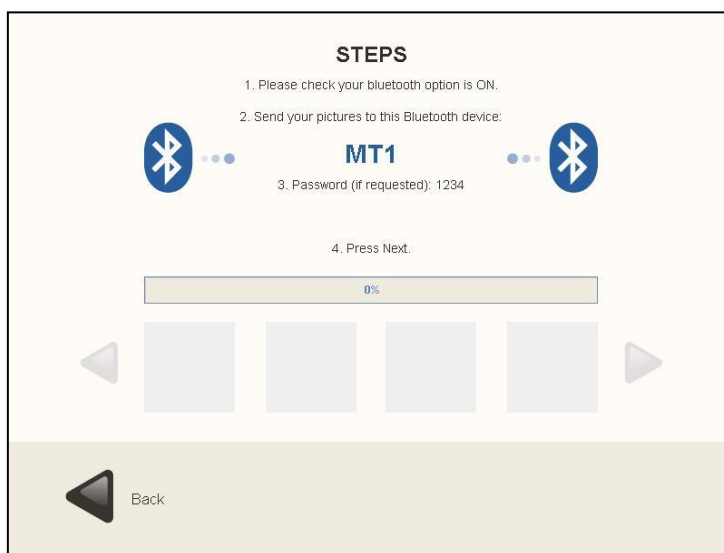 STEPS
1. Please check your bluetooth option is ON.
2. Send your pictures to this Bluetooth device:
MT1
3. Password (if requested): 1234
4. Press Next.
0%
Back